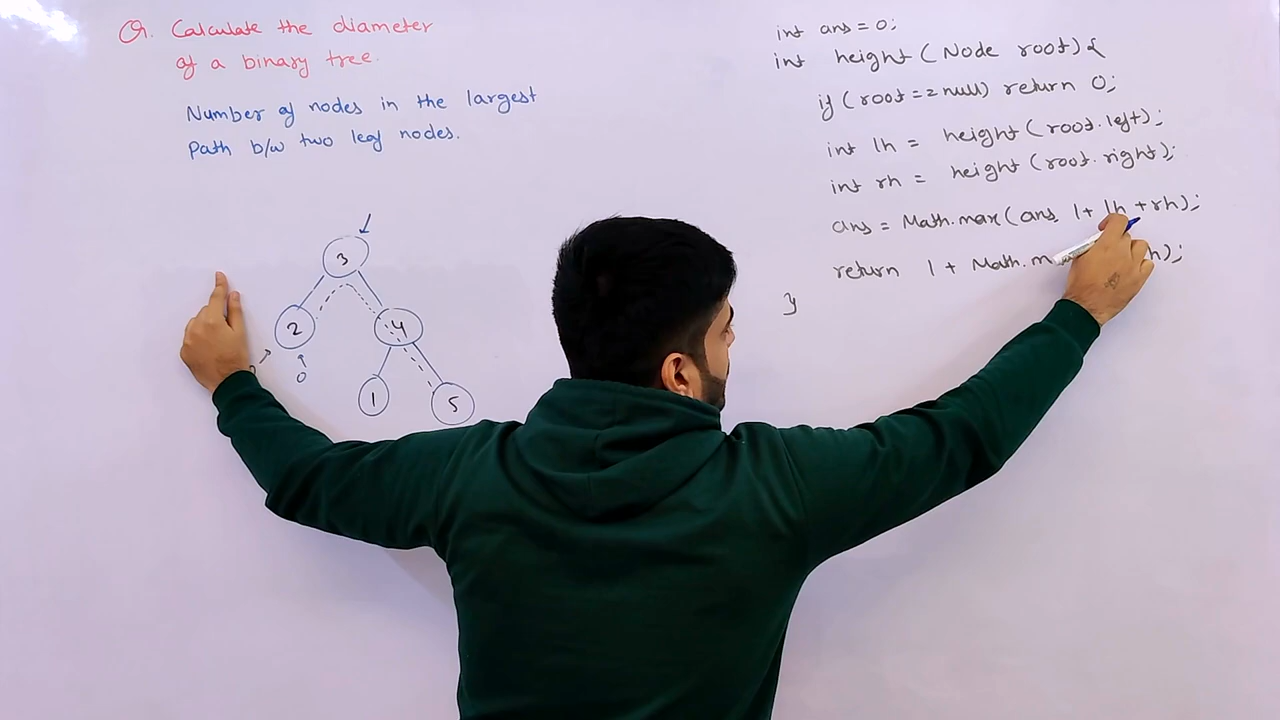 Q. Calculate the diameter
of a binary tree.
Number of nodes in the largest
Path b/w two leaf nodes.
3
2
4
0
1
5
int ans = 0;
int height (Node root) {
if (root == null) return 0;
int lh = height (root.left);
int rh = height (root.right);
ans = Math.max (ans 1 + lh + rh);
return 1 + Math.m h);
}